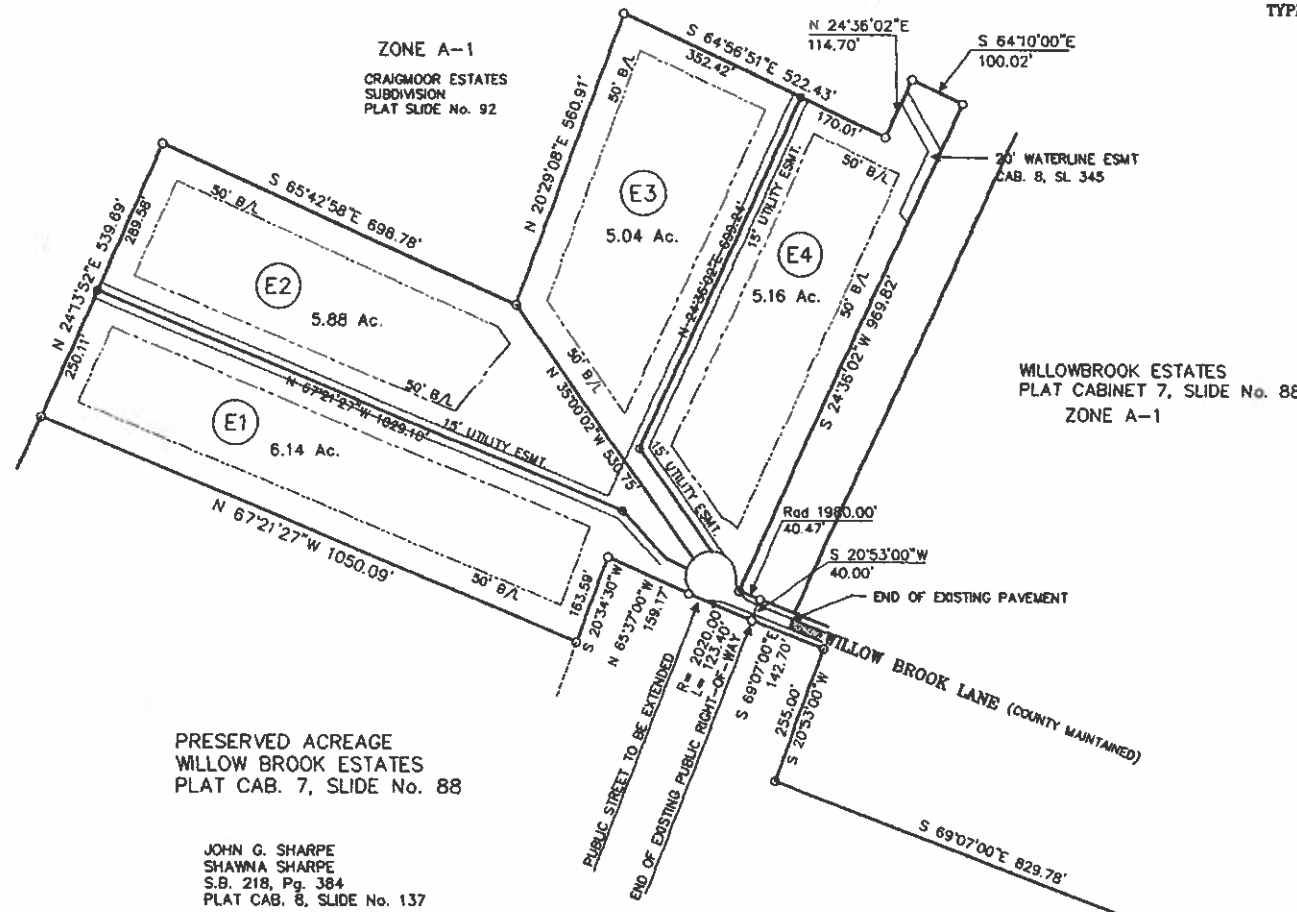 TYP
ZONE A-1
CRAIGMOOR ESTATES
SUBDIVISION
PLAT SLIDE No. 92
S 64°56'51"E 522.43'
352.42'
170.01'
N 24°36'02"E
114.70'
S 64°10'00"E
100.02'
20' WATERLINE ESMT
CAB. 8, SL 345
N 20°29'08"E 560.91'
50' B/L
E3
5.04 Ac.
50' B/L
N 24°36'02"E 699.24'
15' UTILITY ESMT.
50' B/L
E4
5.16 Ac.
50' B/L
S 24°36'02"W 969.82'
S 65°42'58"E 698.78'
50' B/L
E2
5.88 Ac.
50' B/L
N 24°13'52"E 539.69'
289.58'
250.11'
N 67°21'27"W 1029.10'
15' UTILITY ESMT.
E1
6.14 Ac.
50' B/L
N 67°21'27"W 1050.09'
N 35°00'02"W 530.75'
15' UTILITY ESMT.
WILLOWBROOK ESTATES
PLAT CABINET 7, SLIDE No. 88
ZONE A-1
Rad 1980.00'
40.47'
S 20°53'00"W
40.00'
END OF EXISTING PAVEMENT
163.59'
S 20°34'30"W
N 65°37'00"W
159.17'
R= 2020.00'
L= 123.40'
PUBLIC STREET TO BE EXTENDED
END OF EXISTING PUBLIC RIGHT-OF-WAY
S 69°07'00"E
142.70'
255.00'
S 20°53'00"W
WILLOW BROOK LANE (COUNTY MAINTAINED)
S 69°07'00"E 829.78'
PRESERVED ACREAGE
WILLOW BROOK ESTATES
PLAT CAB. 7, SLIDE No. 88
JOHN G. SHARPE
SHAWNA SHARPE
S.B. 218, Pg. 384
PLAT CAB. 8, SLIDE No. 137